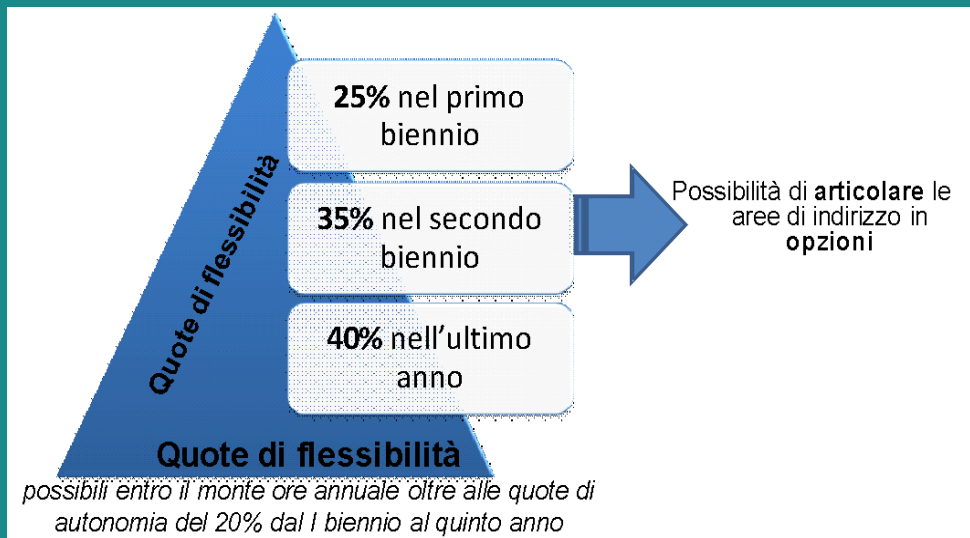 25% nel primo
biennio
Quote di flessibilità
35% nel secondo
biennio
Possibilità di articolare le
aree di indirizzo in
opzioni
40% nell'ultimo
anno
Quote di flessibilità
possibili entro il monte ore annuale oltre alle quote di
autonomia del 20% dal I biennio al quinto anno